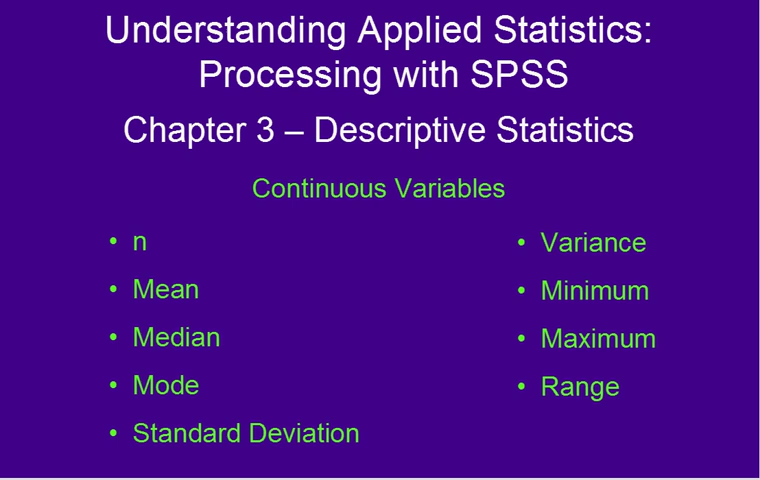 Understanding Applied Statistics:
Processing with SPSS
Chapter 3 – Descriptive Statistics
Continuous Variables
• n
• Mean
• Median
• Mode
• Standard Deviation
• Variance
• Minimum
• Maximum
• Range